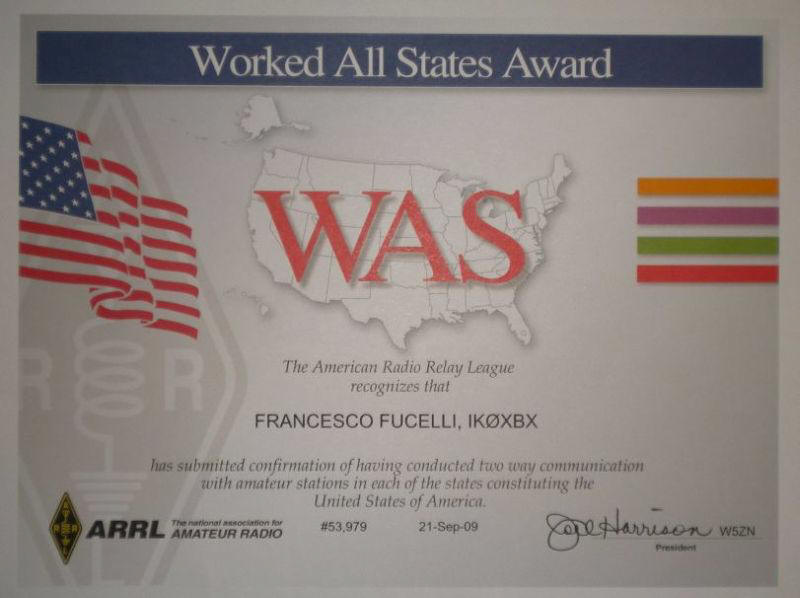 Worked All States Award
WAS
The American Radio Relay League
recognizes that
FRANCESCO FUCELLI, IKØXBX
has submitted confirmation of having conducted two way communication
with amateur stations in each of the states constituting the
United States of America.
R R
A
R R
L
ARRL The national association for
AMATEUR RADIO
#53,979 21-Sep-09
Joel Harrison W5ZN
President